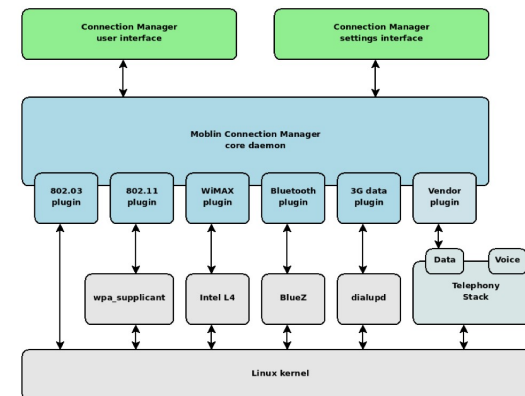 Connection Manager
user interface
Connection Manager
settings interface
Moblin Connection Manager
core daemon
802.03
plugin
802.11
plugin
WiMAX
plugin
Bluetooth
plugin
3G data
plugin
Vendor
plugin
Data
Voice
wpa_supplicant
Intel L4
BlueZ
dialupd
Telephony
Stack
Linux kernel